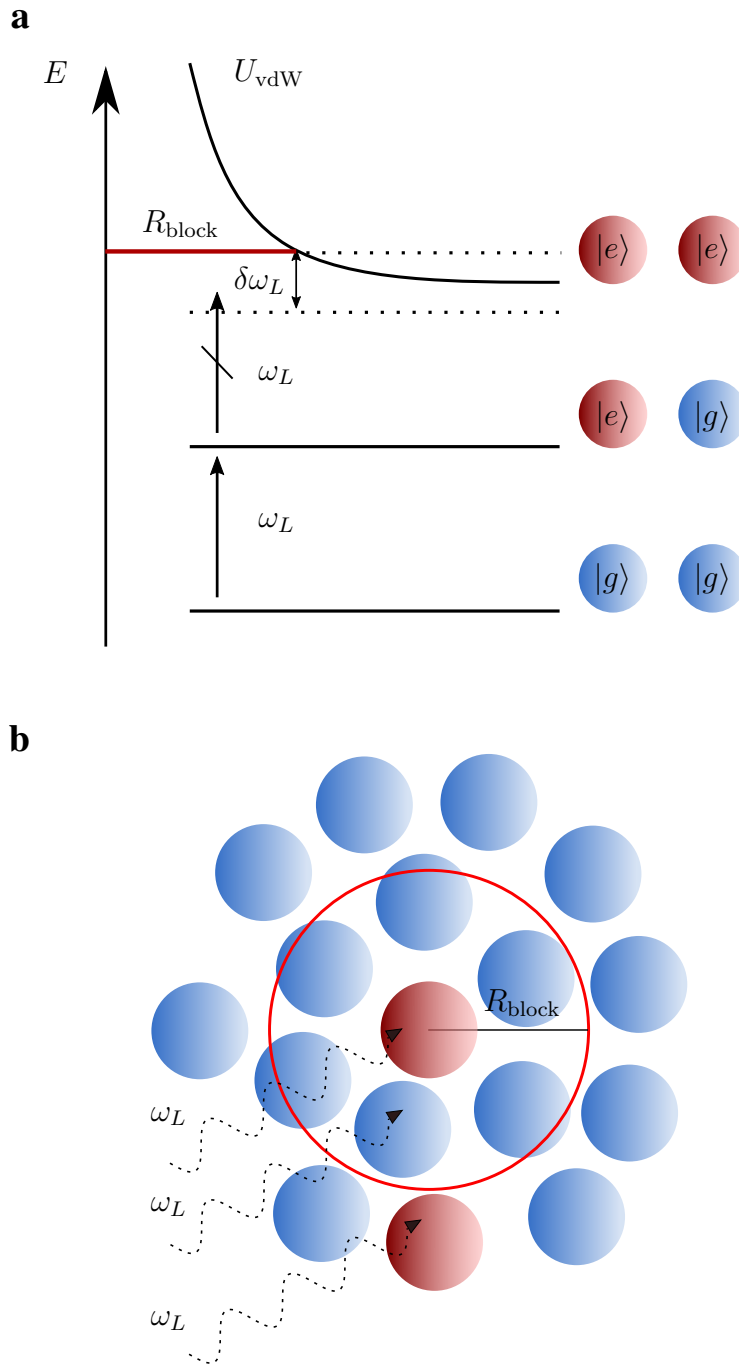 a
E
U_vdW
R_block
δω_L
|e⟩ |e⟩
ω_L
|e⟩ |g⟩
ω_L
|g⟩ |g⟩
b
R_block
ω_L
ω_L
ω_L